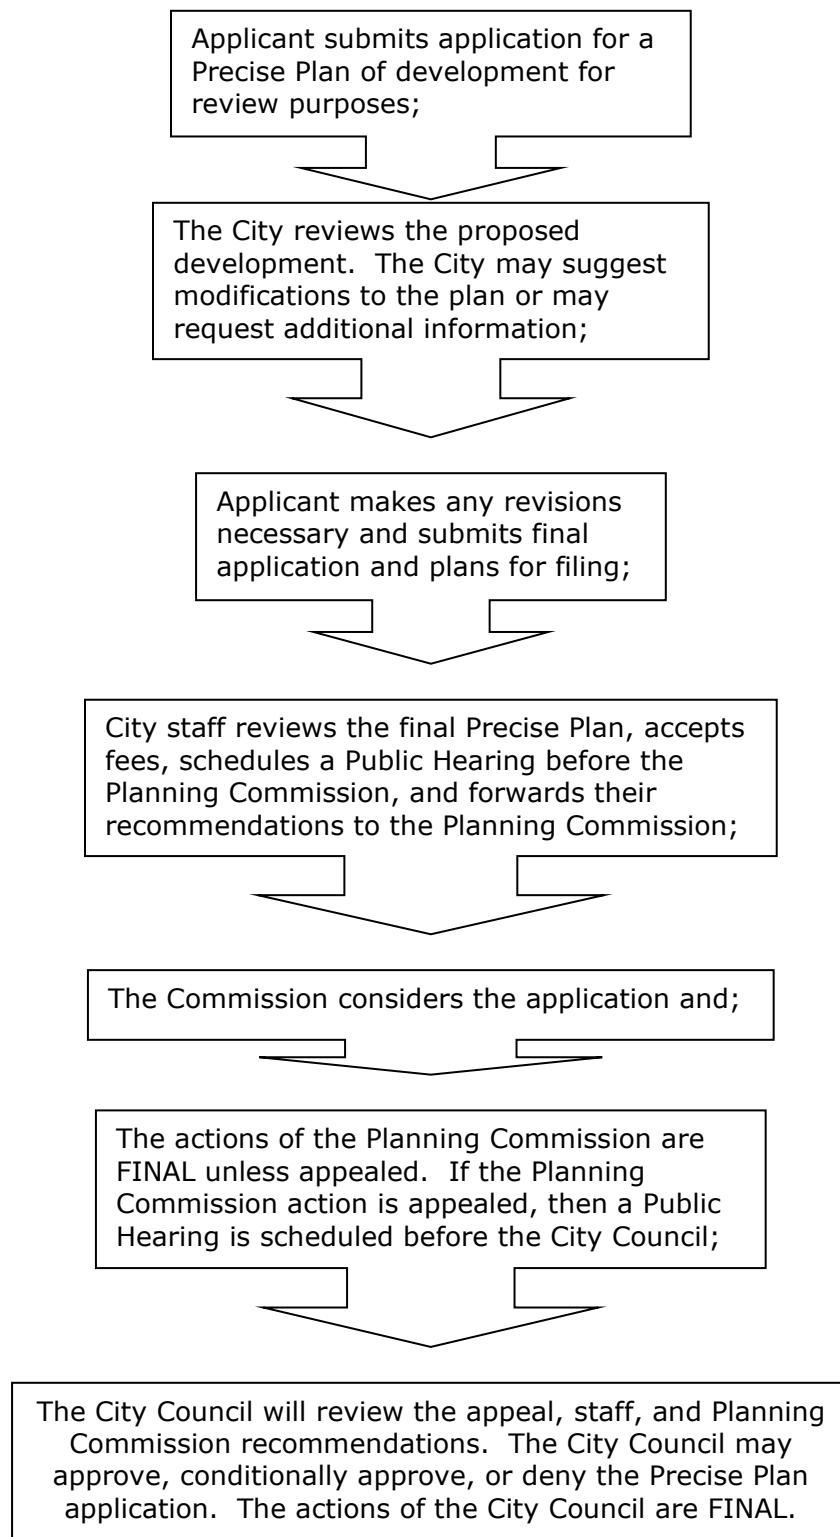 Applicant submits application for a
Precise Plan of development for
review purposes;
The City reviews the proposed
development.  The City may suggest
modifications to the plan or may
request additional information;
Applicant makes any revisions
necessary and submits final
application and plans for filing;
City staff reviews the final Precise Plan, accepts
fees, schedules a Public Hearing before the
Planning Commission, and forwards their
recommendations to the Planning Commission;
The Commission considers the application and;
The actions of the Planning Commission are
FINAL unless appealed.  If the Planning
Commission action is appealed, then a Public
Hearing is scheduled before the City Council;
The City Council will review the appeal, staff, and Planning
Commission recommendations.  The City Council may
approve, conditionally approve, or deny the Precise Plan
application.  The actions of the City Council are FINAL.